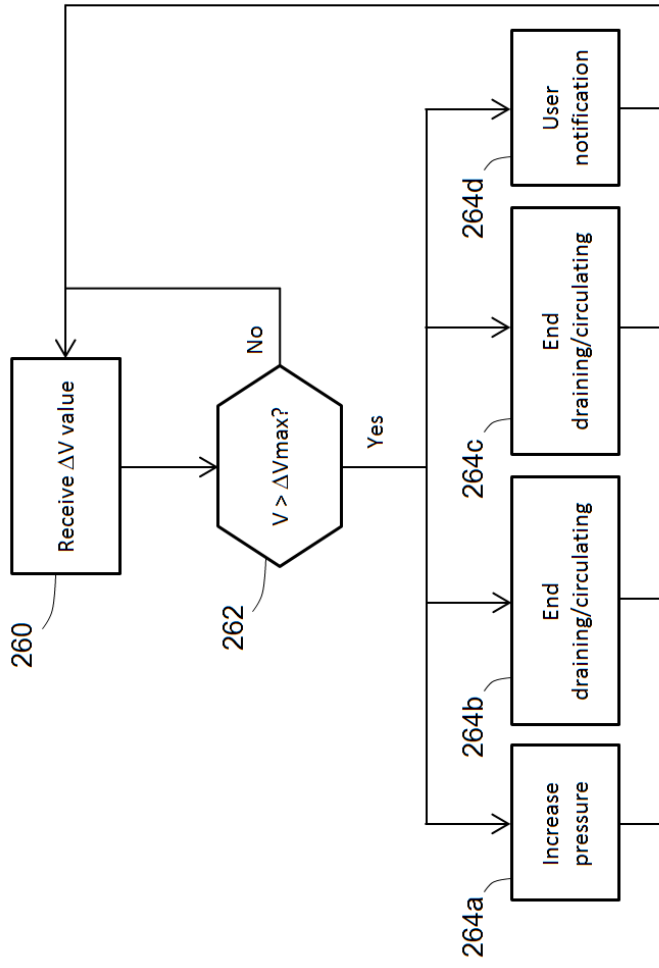 Receive ΔV value
260
V > ΔVmax?
262
No
Yes
264a
Increase
pressure
264b
End
draining/circulating
264c
End
draining/circulating
264d
User
notification